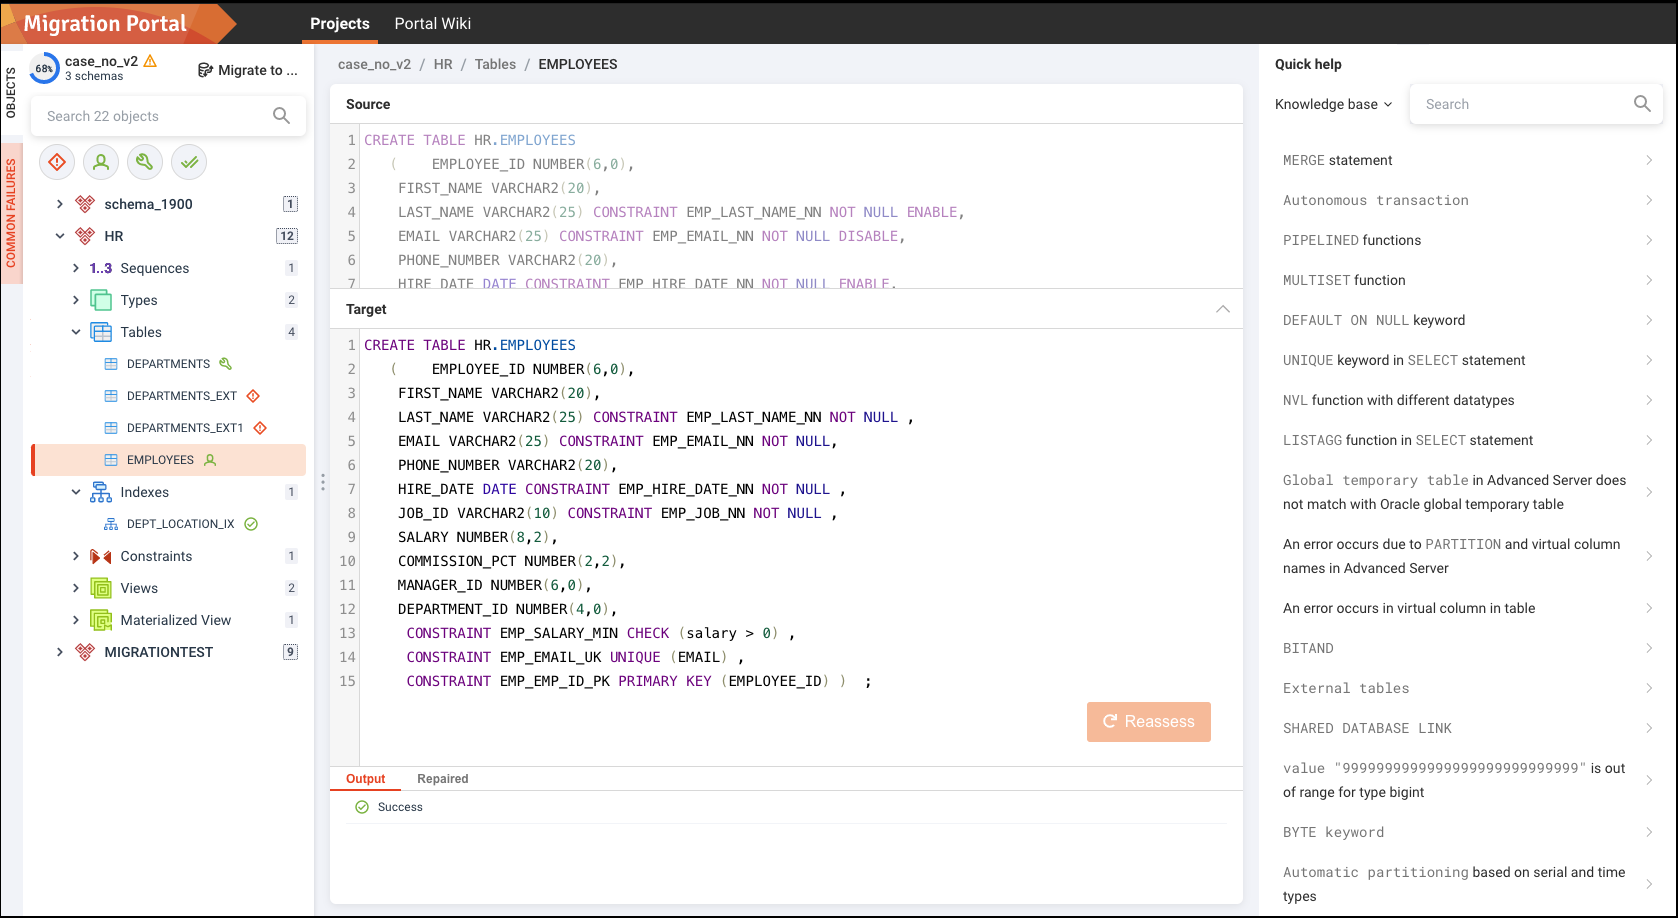 Migration Portal
Projects
Portal Wiki
OBJECTS
COMMON FAILURES
68%
case_no_v2
3 schemas
Migrate to ...
Search 22 objects
schema_1900 1
HR 12
1..3 Sequences 1
Types 2
Tables 4
DEPARTMENTS
DEPARTMENTS_EXT
DEPARTMENTS_EXT1
EMPLOYEES
Indexes 1
DEPT_LOCATION_IX
Constraints 1
Views 2
Materialized View 1
MIGRATIONTEST 9
case_no_v2 / HR / Tables / EMPLOYEES
Source
1 CREATE TABLE HR.EMPLOYEES
2 ( EMPLOYEE_ID NUMBER(6,0),
3 FIRST_NAME VARCHAR2(20),
4 LAST_NAME VARCHAR2(25) CONSTRAINT EMP_LAST_NAME_NN NOT NULL ENABLE,
5 EMAIL VARCHAR2(25) CONSTRAINT EMP_EMAIL_NN NOT NULL DISABLE,
6 PHONE_NUMBER VARCHAR2(20),
7 HIRE_DATE DATE CONSTRAINT EMP_HIRE_DATE_NN NOT NULL ENABLE,
Target
1 CREATE TABLE HR.EMPLOYEES
2 ( EMPLOYEE_ID NUMBER(6,0),
3 FIRST_NAME VARCHAR2(20),
4 LAST_NAME VARCHAR2(25) CONSTRAINT EMP_LAST_NAME_NN NOT NULL ,
5 EMAIL VARCHAR2(25) CONSTRAINT EMP_EMAIL_NN NOT NULL,
6 PHONE_NUMBER VARCHAR2(20),
7 HIRE_DATE DATE CONSTRAINT EMP_HIRE_DATE_NN NOT NULL ,
8 JOB_ID VARCHAR2(10) CONSTRAINT EMP_JOB_NN NOT NULL ,
9 SALARY NUMBER(8,2),
10 COMMISSION_PCT NUMBER(2,2),
11 MANAGER_ID NUMBER(6,0),
12 DEPARTMENT_ID NUMBER(4,0),
13 CONSTRAINT EMP_SALARY_MIN CHECK (salary > 0) ,
14 CONSTRAINT EMP_EMAIL_UK UNIQUE (EMAIL) ,
15 CONSTRAINT EMP_EMP_ID_PK PRIMARY KEY (EMPLOYEE_ID) ) ;
Reassess
Output Repaired
Success
Quick help
Knowledge base
Search
MERGE statement
Autonomous transaction
PIPELINED functions
MULTISET function
DEFAULT ON NULL keyword
UNIQUE keyword in SELECT statement
NVL function with different datatypes
LISTAGG function in SELECT statement
Global temporary table in Advanced Server does
not match with Oracle global temporary table
An error occurs due to PARTITION and virtual column
names in Advanced Server
An error occurs in virtual column in table
BITAND
External tables
SHARED DATABASE LINK
value "9999999999999999999999999999" is out
of range for type bigint
BYTE keyword
Automatic partitioning based on serial and time
types